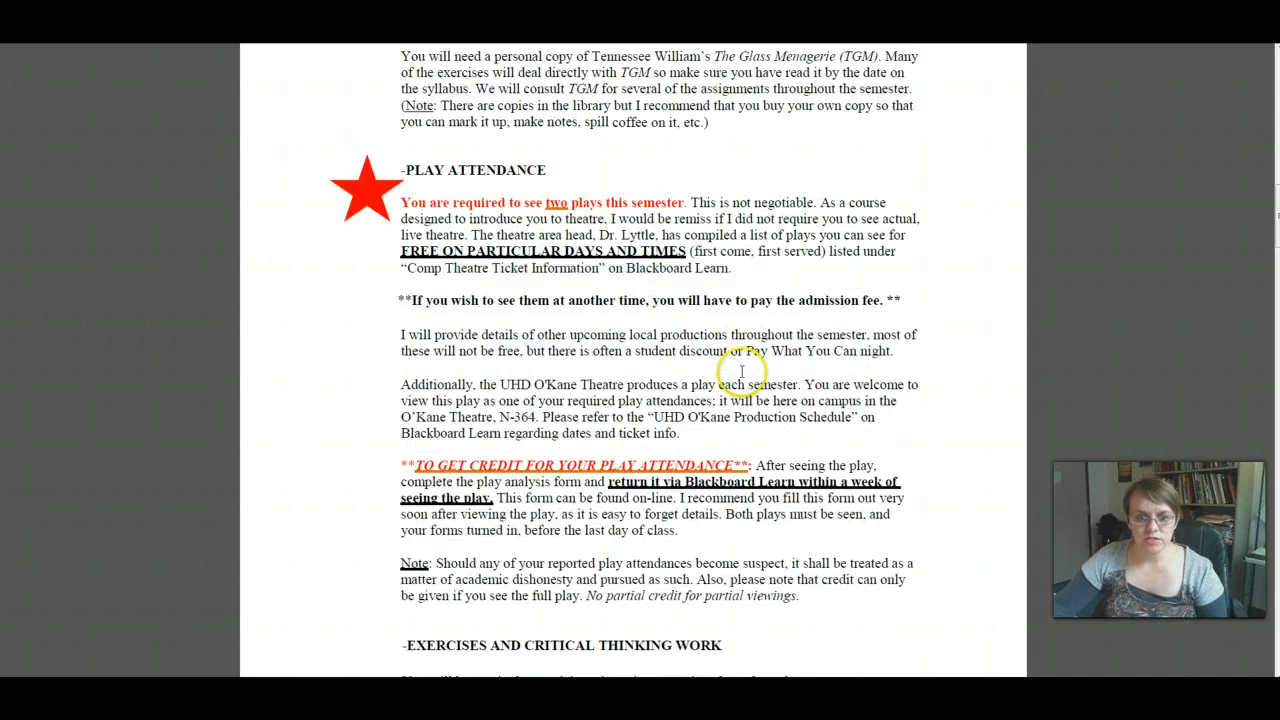 You will need a personal copy of Tennessee William's The Glass Menagerie (TGM). Many
of the exercises will deal directly with TGM so make sure you have read it by the date on
the syllabus. We will consult TGM for several of the assignments throughout the semester.
(Note: There are copies in the library but I recommend that you buy your own copy so that
you can mark it up, make notes, spill coffee on it, etc.)
-PLAY ATTENDANCE
You are required to see two plays this semester. This is not negotiable. As a course
designed to introduce you to theatre, I would be remiss if I did not require you to see actual,
live theatre. The theatre area head, Dr. Lyttle, has compiled a list of plays you can see for
FREE ON PARTICULAR DAYS AND TIMES (first come, first served) listed under
“Comp Theatre Ticket Information” on Blackboard Learn.
**If you wish to see them at another time, you will have to pay the admission fee. **
I will provide details of other upcoming local productions throughout the semester, most of
these will not be free, but there is often a student discount or Pay What You Can night.
Additionally, the UHD O'Kane Theatre produces a play each semester. You are welcome to
view this play as one of your required play attendances; it will be here on campus in the
O’Kane Theatre, N-364. Please refer to the “UHD O'Kane Production Schedule” on
Blackboard Learn regarding dates and ticket info.
**TO GET CREDIT FOR YOUR PLAY ATTENDANCE**: After seeing the play,
complete the play analysis form and return it via Blackboard Learn within a week of
seeing the play. This form can be found on-line. I recommend you fill this form out very
soon after viewing the play, as it is easy to forget details. Both plays must be seen, and
your forms turned in, before the last day of class.
Note: Should any of your reported play attendances become suspect, it shall be treated as a
matter of academic dishonesty and pursued as such. Also, please note that credit can only
be given if you see the full play. No partial credit for partial viewings.
-EXERCISES AND CRITICAL THINKING WORK